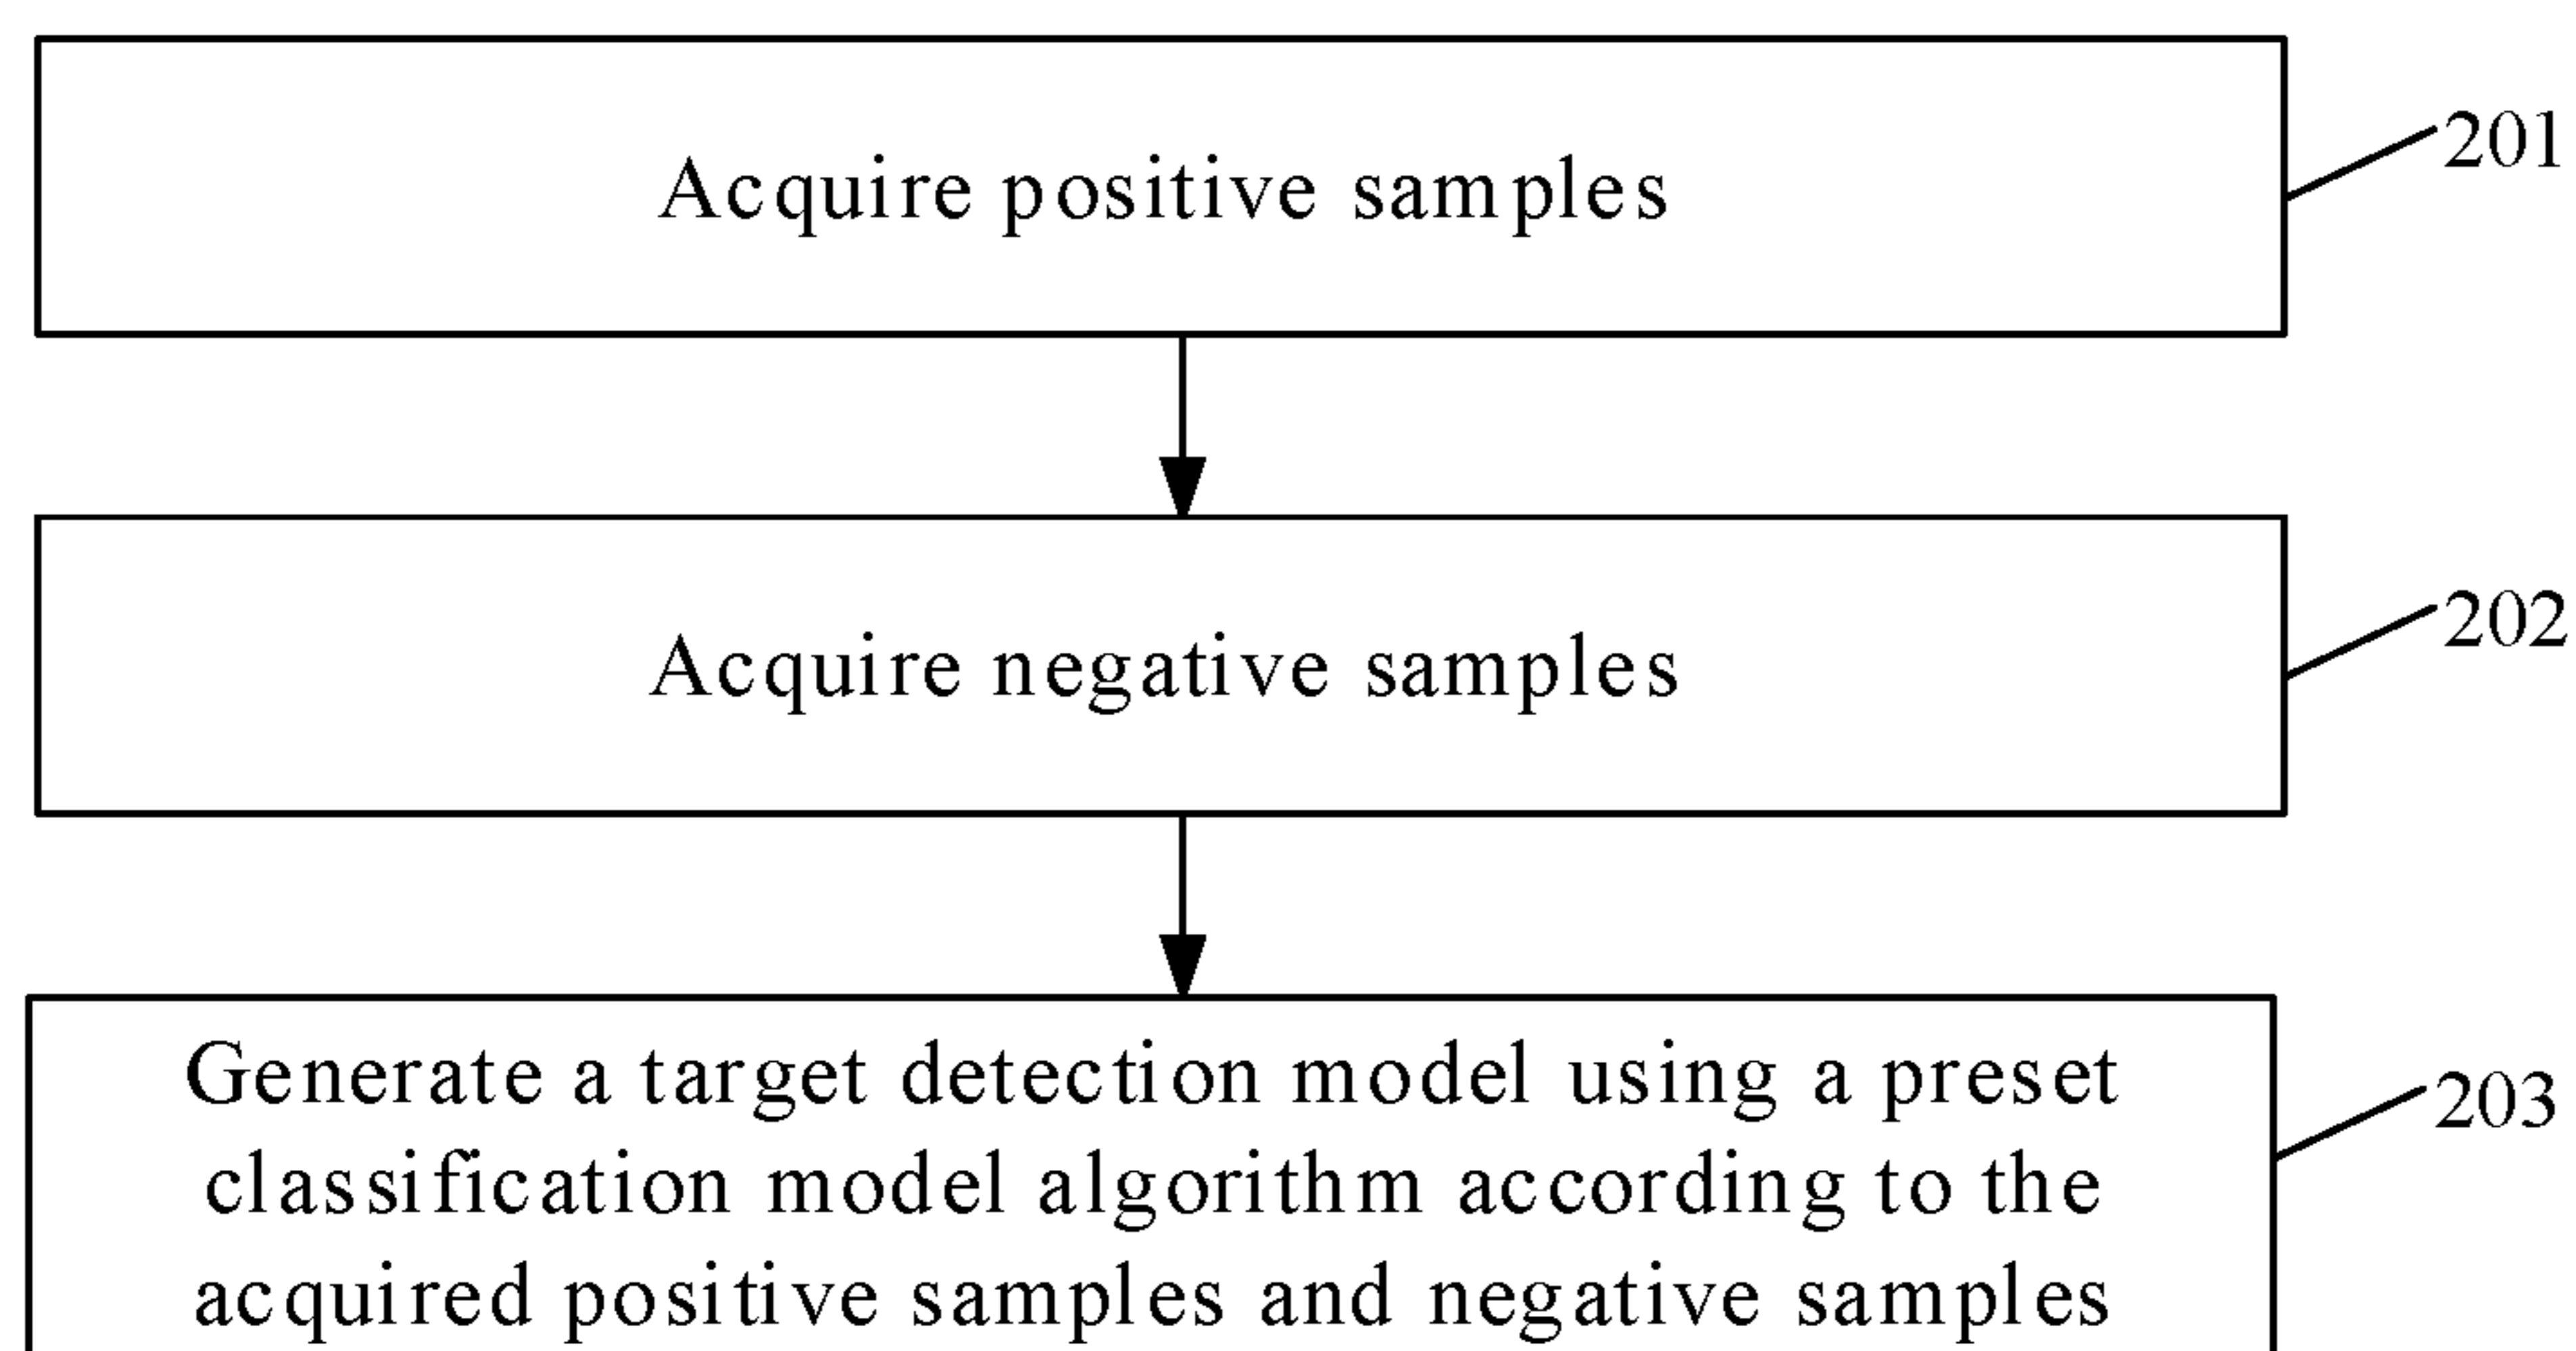 Acquire positive samples
201
Acquire negative samples
202
Generate a target detection model using a preset
classification model algorithm according to the
acquired positive samples and negative samples
203